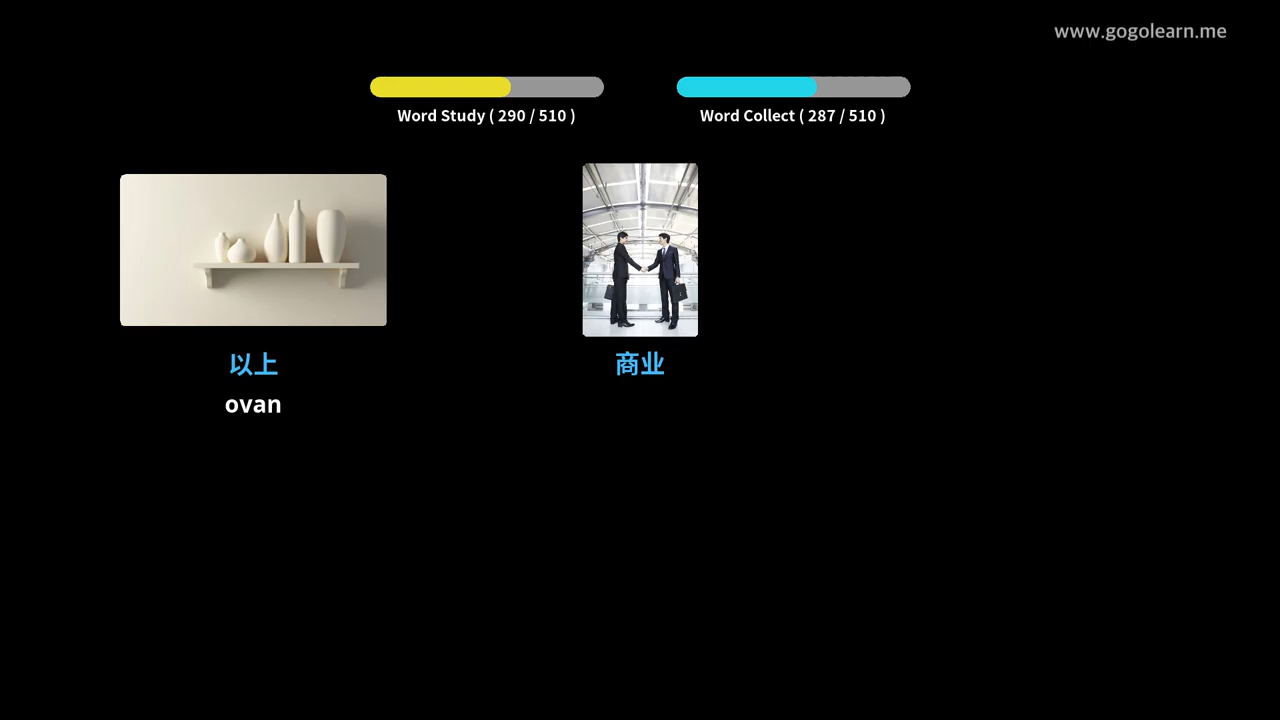 www.gogolearn.me
Word Study ( 290 / 510 )
Word Collect ( 287 / 510 )
以上
ovan
商业